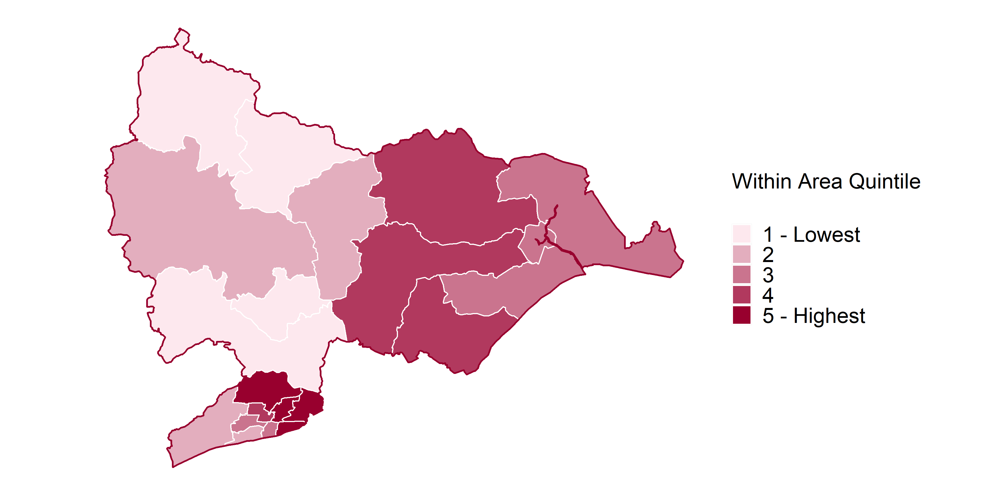 Within Area Quintile
1 - Lowest
2
3
4
5 - Highest